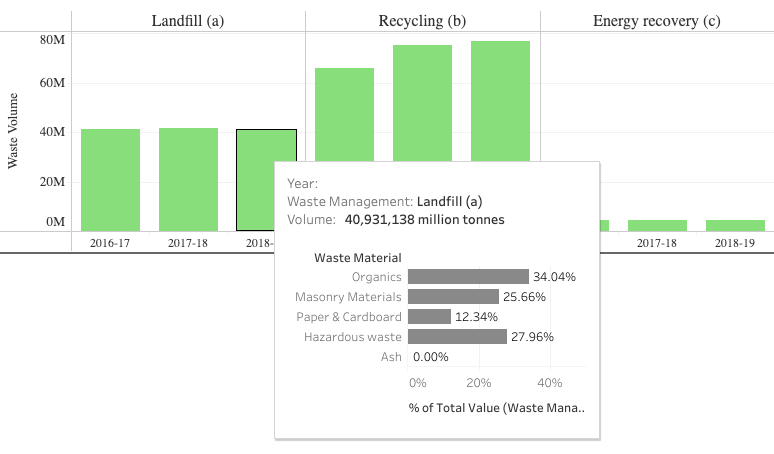 Landfill (a)
Recycling (b)
Energy recovery (c)
80M
60M
40M
20M
0M
Waste Volume
2016-17
2017-18
2018-
2017-18
2018-19
Year:
Waste Management: Landfill (a)
Volume: 40,931,138 million tonnes
Waste Material
Organics 34.04%
Masonry Materials 25.66%
Paper & Cardboard 12.34%
Hazardous waste 27.96%
Ash 0.00%
0% 20% 40%
% of Total Value (Waste Mana..